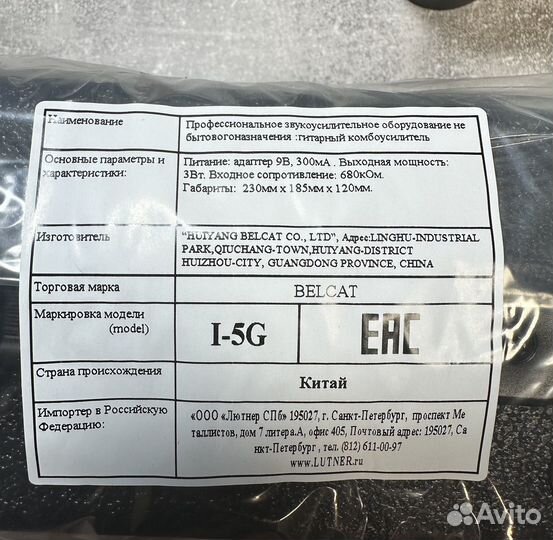 Наименование
Профессиональное звукоусилительное оборудование не
бытовогоназначения :гитарный комбоусилитель
Основные параметры и
характеристики:
Питание: адаптер 9В, 300мА . Выходная мощность:
3Вт. Входное сопротивление: 680кОм.
Габариты: 230мм x 185мм x 120мм.
Изготовитель
"HUIYANG BELCAT CO., LTD", Адрес:LINGHU-INDUSTRIAL
PARK,QIUCHANG-TOWN,HUIYANG-DISTRICT
HUIZHOU-CITY, GUANGDONG PROVINCE, CHINA
Торговая марка
BELCAT
Маркировка модели
(model)
I-5G
EAC
Страна происхождения
Китай
Импортер в Российскую
Федерацию:
«ООО «Лютнер СПб» 195027, г. Санкт-Петербург, проспект Ме
таллистов, дом 7 литера.А, офис 405, Почтовый адрес: 195027, Са
нкт-Петербург , тел. (812) 611-00-97
www.LUTNER.ru
Avito